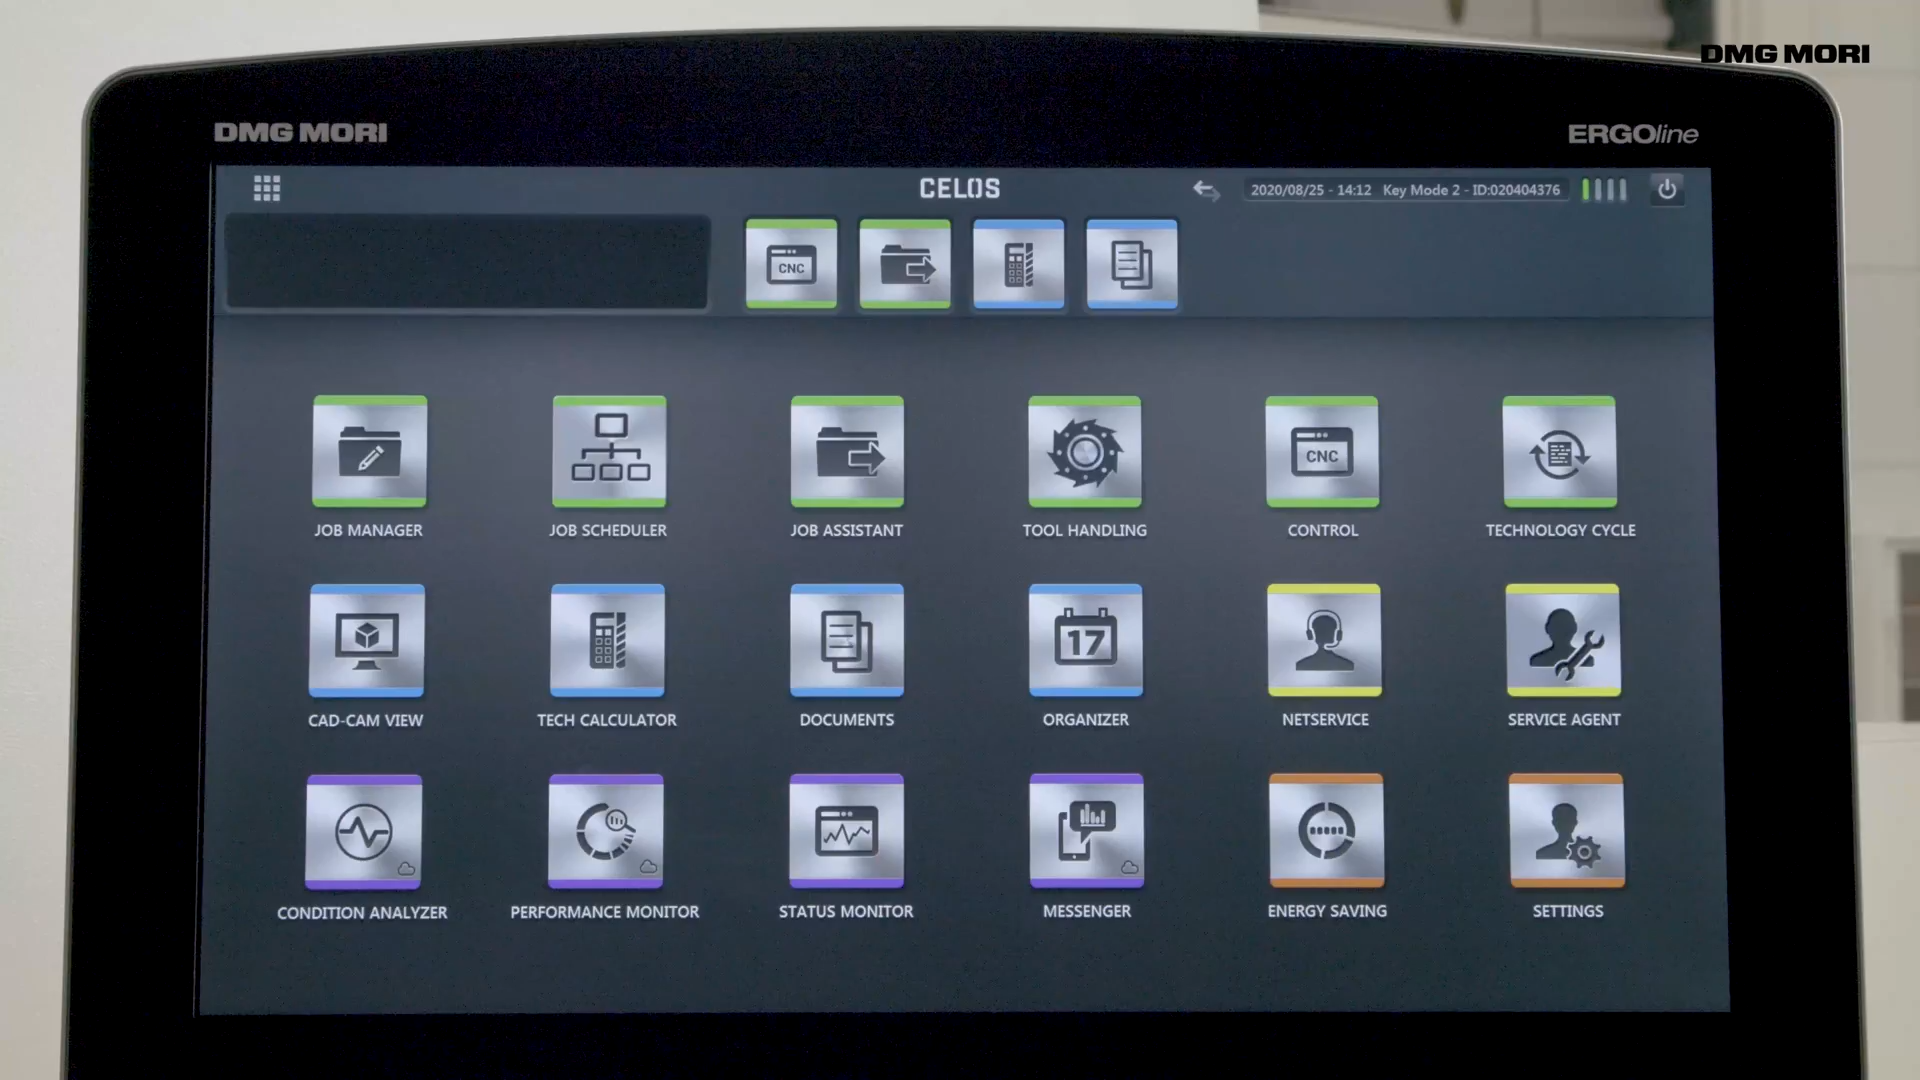 DMG MORI
DMG MORI
ERGOline
CELOS
2020/08/25 - 14:12 Key Mode 2 - ID:020404376
CNC
CNC
JOB MANAGER
JOB SCHEDULER
JOB ASSISTANT
TOOL HANDLING
CONTROL
TECHNOLOGY CYCLE
17
CAD-CAM VIEW
TECH CALCULATOR
DOCUMENTS
ORGANIZER
NETSERVICE
SERVICE AGENT
CONDITION ANALYZER
PERFORMANCE MONITOR
STATUS MONITOR
MESSENGER
ENERGY SAVING
SETTINGS